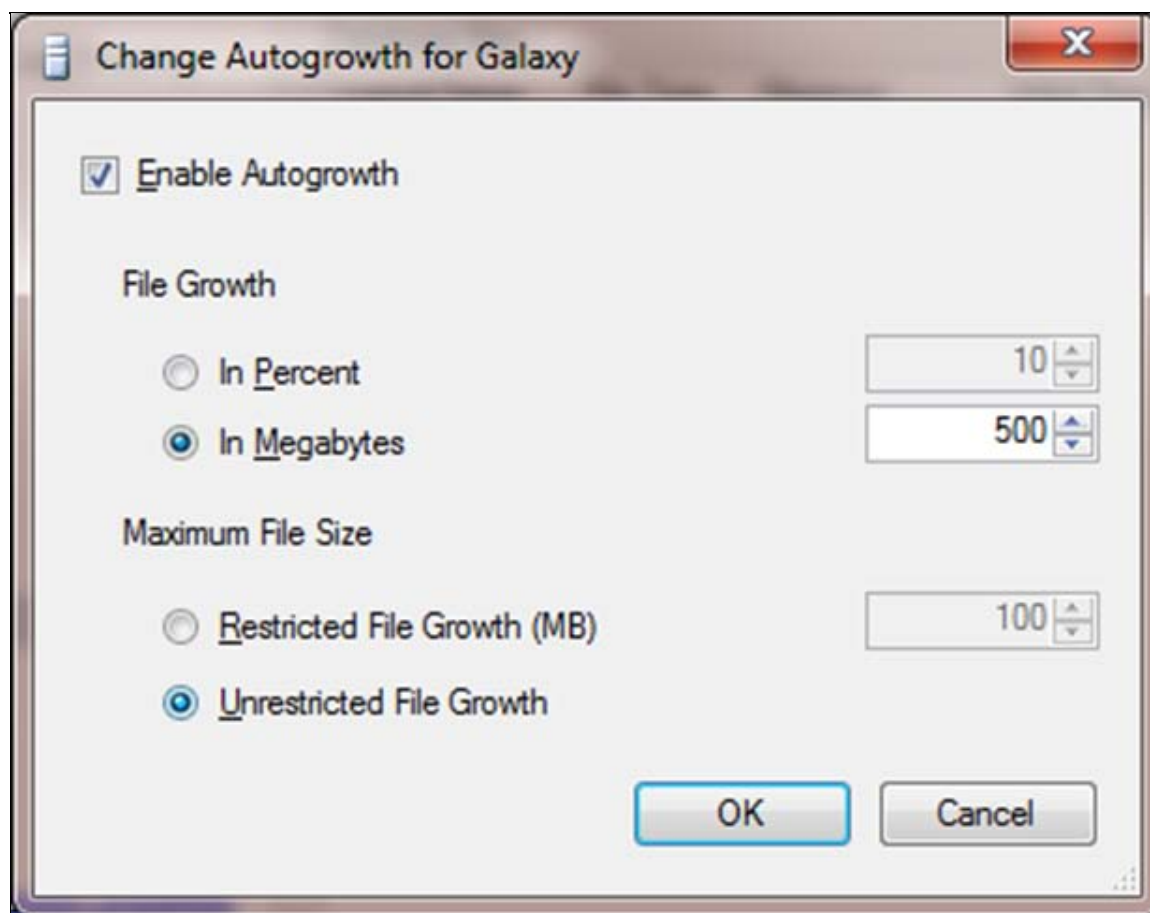 Change Autogrowth for Galaxy
Enable Autogrowth
File Growth
In Percent
10
In Megabytes
500
Maximum File Size
Restricted File Growth (MB)
100
Unrestricted File Growth
OK
Cancel